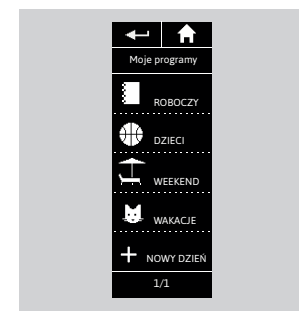 Moje programy
ROBOCZY
DZIECI
WEEKEND
WAKACJE
NOWY DZIEŃ
1/1